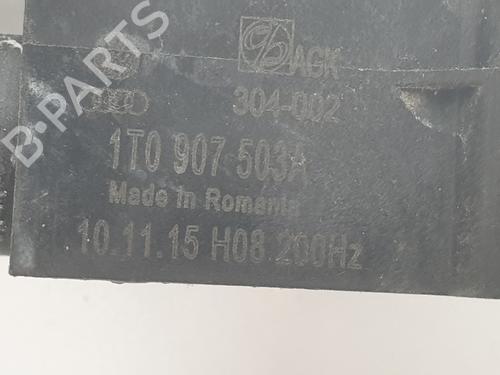 AGK
304-002
1T0 907 503A
Made in Romania
10.11.15 H08 200Hz
B-PARTS